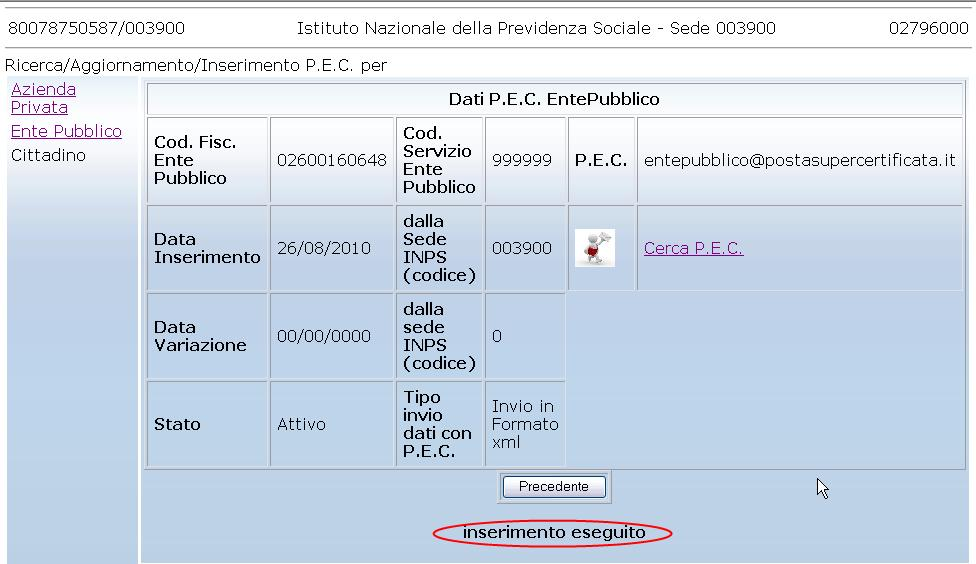 80078750587/003900 Istituto Nazionale della Previdenza Sociale - Sede 003900 02796000
Ricerca/Aggiornamento/Inserimento P.E.C. per
Azienda
Privata
Ente Pubblico
Cittadino
Dati P.E.C. EntePubblico
Cod. Fisc.
Ente
Pubblico
02600160648
Cod.
Servizio
Ente
Pubblico
999999
P.E.C.
entepubblico@postasupercertificata.it
Data
Inserimento
26/08/2010
dalla
Sede
INPS
(codice)
003900
Cerca P.E.C.
Data
Variazione
00/00/0000
dalla
sede
INPS
(codice)
0
Stato
Attivo
Tipo
invio
dati con
P.E.C.
Invio in
Formato
xml
Precedente
inserimento eseguito